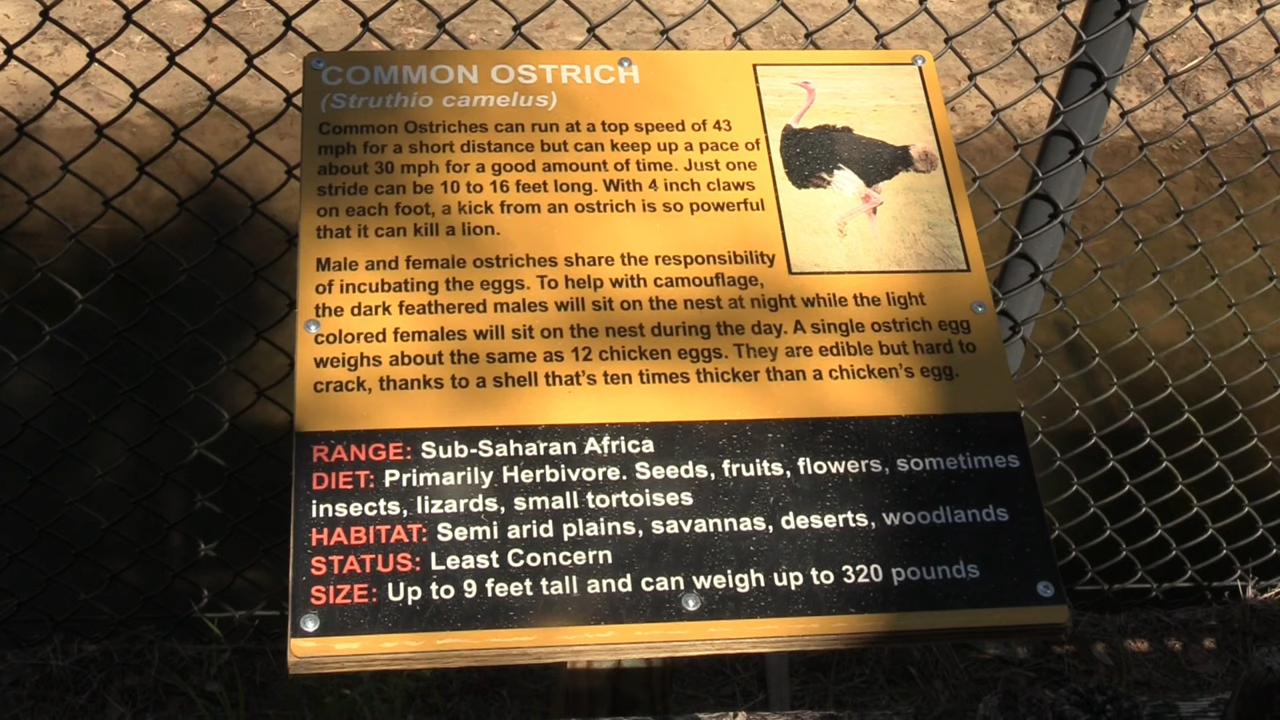 COMMON OSTRICH
(Struthio camelus)
Common Ostriches can run at a top speed of 43
mph for a short distance but can keep up a pace of
about 30 mph for a good amount of time. Just one
stride can be 10 to 16 feet long. With 4 inch claws
on each foot, a kick from an ostrich is so powerful
that it can kill a lion.
Male and female ostriches share the responsibility
of incubating the eggs. To help with camouflage,
the dark feathered males will sit on the nest at night while the light
colored females will sit on the nest during the day. A single ostrich egg
weighs about the same as 12 chicken eggs. They are edible but hard to
crack, thanks to a shell that's ten times thicker than a chicken's egg.
RANGE: Sub-Saharan Africa
DIET: Primarily Herbivore. Seeds, fruits, flowers, sometimes
insects, lizards, small tortoises
HABITAT: Semi arid plains, savannas, deserts, woodlands
STATUS: Least Concern
SIZE: Up to 9 feet tall and can weigh up to 320 pounds